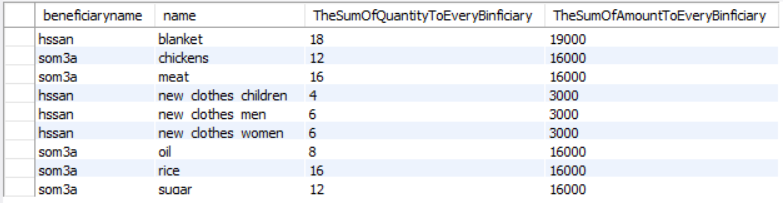 beneficiaryname name TheSumOfQuantityToEveryBinficiary TheSumOfAmountToEveryBinficiary
hssan blanket 18 19000
som3a chickens 12 16000
som3a meat 16 16000
hssan new clothes children 4 3000
hssan new clothes men 6 3000
hssan new clothes women 6 3000
som3a oil 8 16000
som3a rice 16 16000
som3a sugar 12 16000